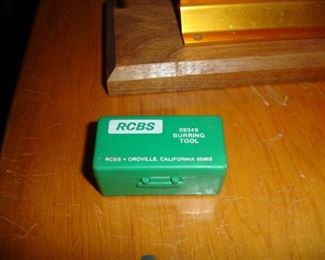 RCBS
09349
BURRING
TOOL
RCBS • OROVILLE, CALIFORNIA 95965